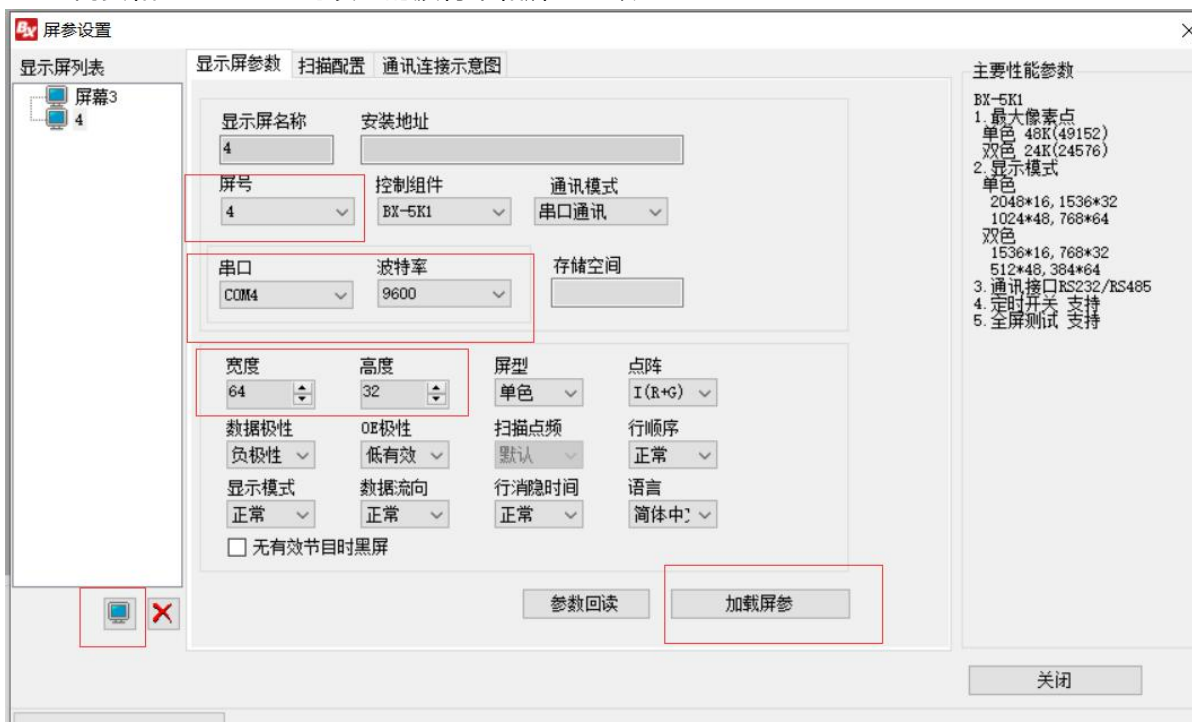 BX 屏参设置
显示屏列表
屏幕3
4
显示屏参数 扫描配置 通讯连接示意图
显示屏名称 安装地址
4
屏号 控制组件 通讯模式
4 BX-5K1 串口通讯
串口 波特率 存储空间
COM4 9600
宽度 高度 屏型 点阵
64 32 单色 I(R+G)
数据极性 OE极性 扫描点频 行顺序
负极性 低有效 默认 正常
显示模式 数据流向 行消隐时间 语言
正常 正常 正常 简体中
无有效节目时黑屏
参数回读 加载屏参
主要性能参数
BX-5K1
1.最大像素点
单色 48K(49152)
双色 24K(24576)
2.显示模式
单色
2048*16,1536*32
1024*48,768*64
双色
1536*16,768*32
512*48,384*64
3.通讯接口RS232/RS485
4.定时开关 支持
5.全屏测试 支持
关闭